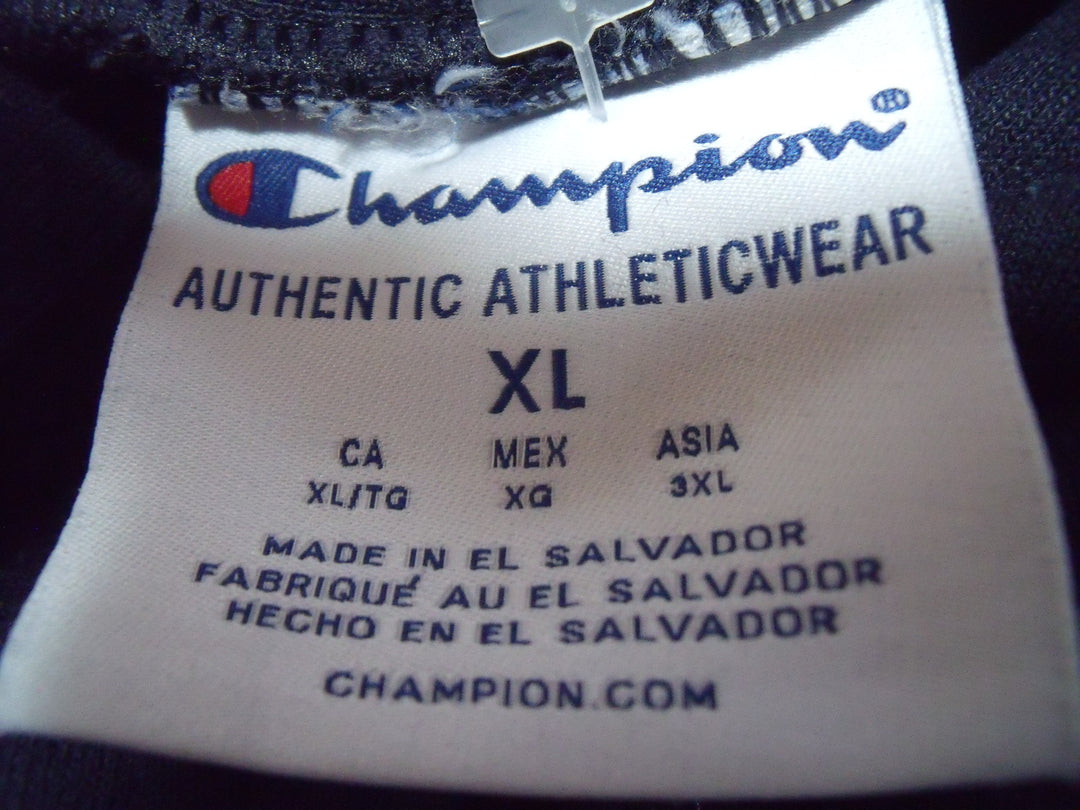 Champion®
AUTHENTIC ATHLETICWEAR
XL
CA MEX ASIA
XL/TG XG 3XL
MADE IN EL SALVADOR
FABRIQUÉ AU EL SALVADOR
HECHO EN EL SALVADOR
CHAMPION.COM